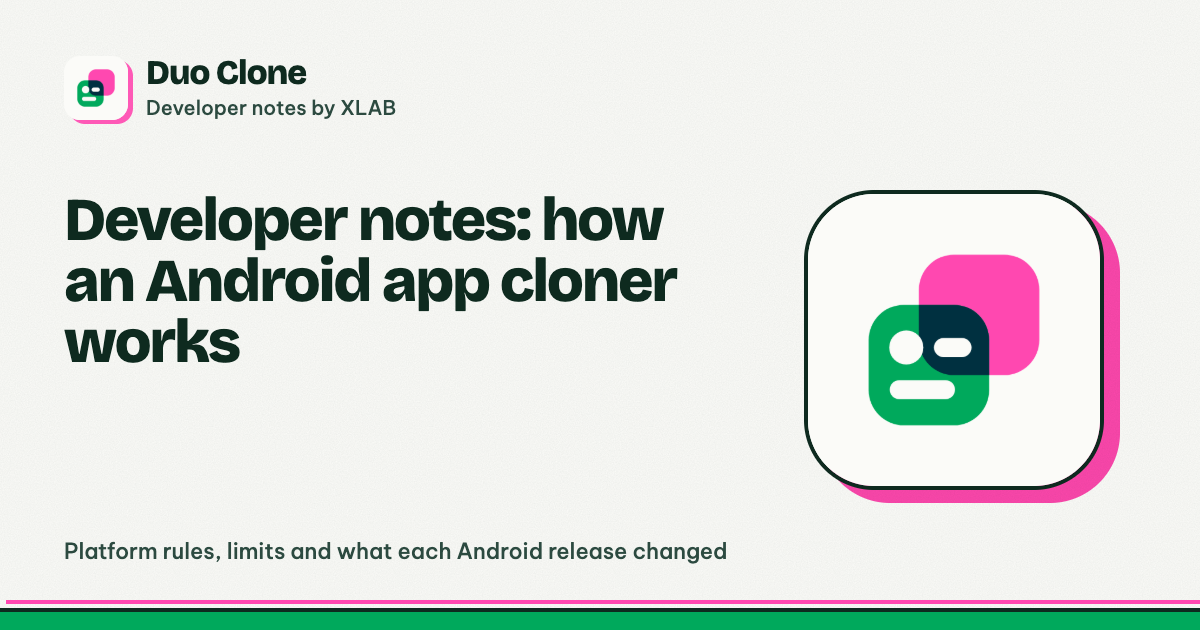 Duo Clone
Developer notes by XLAB
Developer notes: how
an Android app cloner
works
Platform rules, limits and what each Android release changed